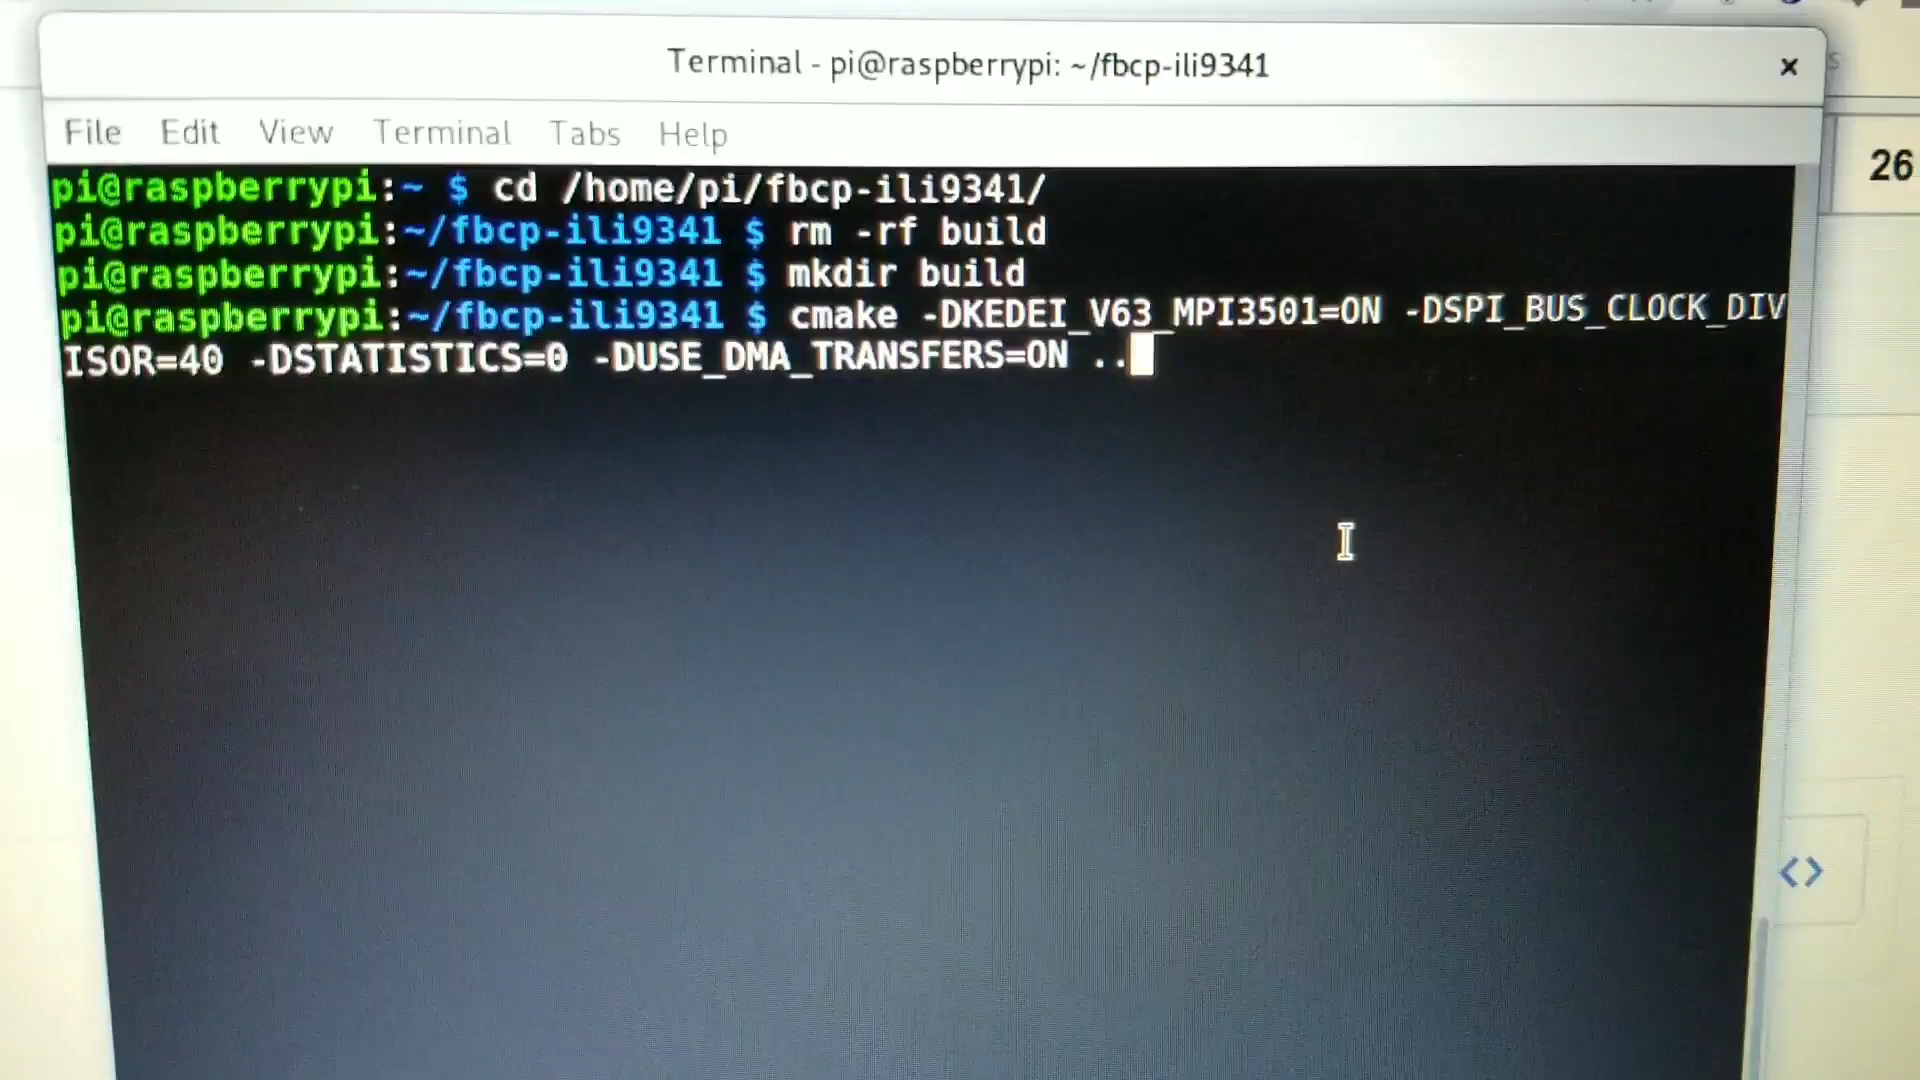 Terminal - pi@raspberrypi: ~/fbcp-ili9341
File Edit View Terminal Tabs Help
pi@raspberrypi:~ $ cd /home/pi/fbcp-ili9341/
pi@raspberrypi:~/fbcp-ili9341 $ rm -rf build
pi@raspberrypi:~/fbcp-ili9341 $ mkdir build
pi@raspberrypi:~/fbcp-ili9341 $ cmake -DKEDEI_V63_MPI3501=ON -DSPI_BUS_CLOCK_DIV
ISOR=40 -DSTATISTICS=0 -DUSE_DMA_TRANSFERS=ON ..
26